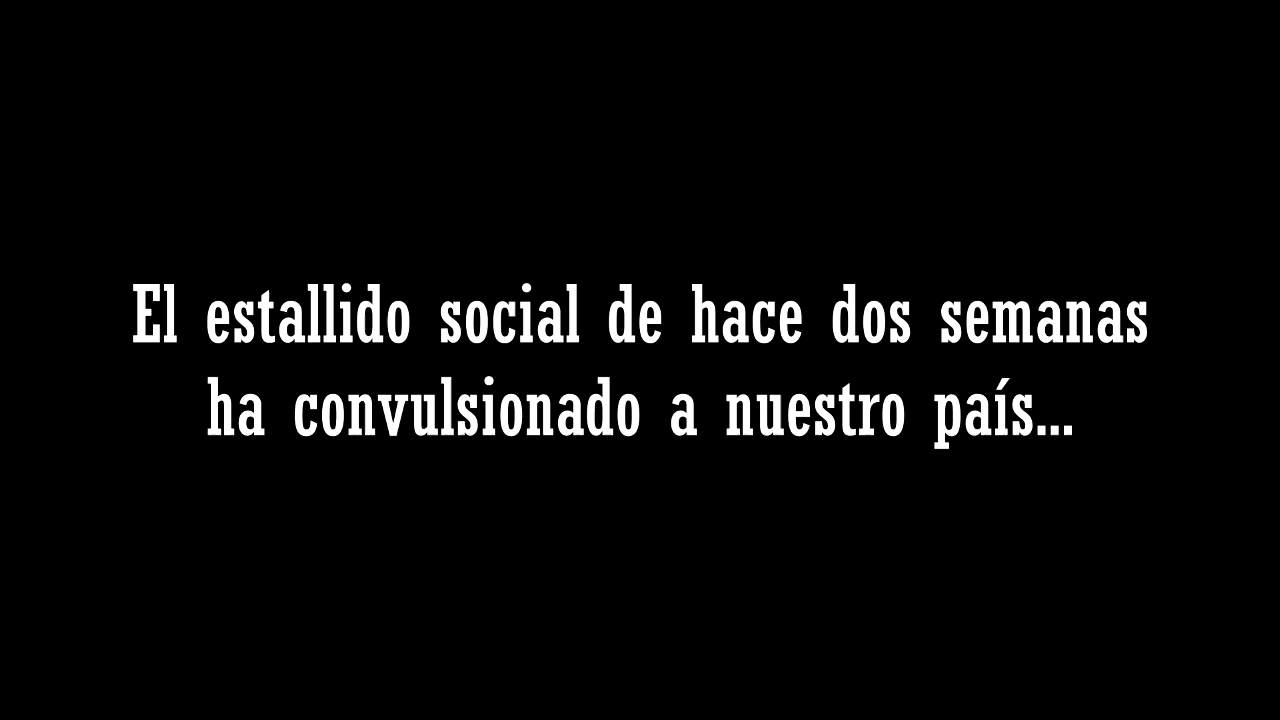 El estallido social de hace dos semanas
ha convulsionado a nuestro país...